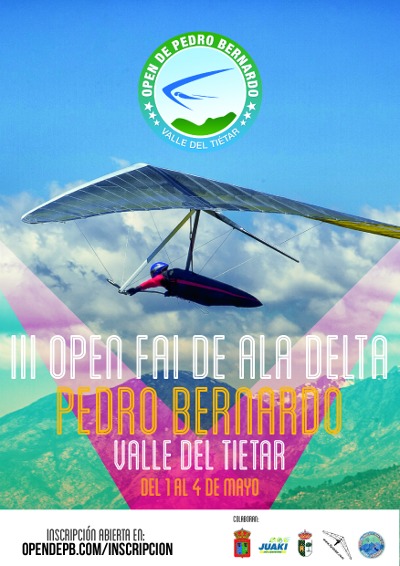 OPEN DE PEDRO BERNARDO
VALLE DEL TIÉTAR
III OPEN FAI DE ALA DELTA
PEDRO BERNARDO
VALLE DEL TIETAR
DEL 1 AL 4 DE MAYO
INSCRIPCIÓN ABIERTA EN:
OPENDEPB.COM/INSCRIPCION
COLABORAN:
JUAKI